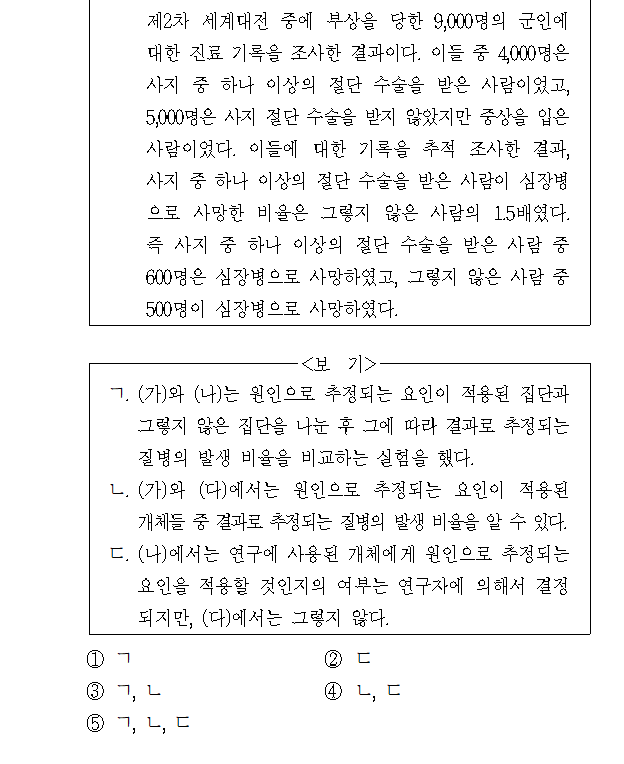 제2차 세계대전 중에 부상을 당한 9,000명의 군인에
대한 진료 기록을 조사한 결과이다. 이들 중 4,000명은
사지 중 하나 이상의 절단 수술을 받은 사람이었고,
5,000명은 사지 절단 수술을 받지 않았지만 중상을 입은
사람이었다. 이들에 대한 기록을 추적 조사한 결과,
사지 중 하나 이상의 절단 수술을 받은 사람이 심장병
으로 사망한 비율은 그렇지 않은 사람의 1.5배였다.
즉 사지 중 하나 이상의 절단 수술을 받은 사람 중
600명은 심장병으로 사망하였고, 그렇지 않은 사람 중
500명이 심장병으로 사망하였다.
<보 기>
ㄱ. (가)와 (나)는 원인으로 추정되는 요인이 적용된 집단과
그렇지 않은 집단을 나눈 후 그에 따라 결과로 추정되는
질병의 발생 비율을 비교하는 실험을 했다.
ㄴ. (가)와 (다)에서는 원인으로 추정되는 요인이 적용된
개체들 중 결과로 추정되는 질병의 발생 비율을 알 수 있다.
ㄷ. (나)에서는 연구에 사용된 개체에게 원인으로 추정되는
요인을 적용할 것인지의 여부는 연구자에 의해서 결정
되지만, (다)에서는 그렇지 않다.
① ㄱ ② ㄷ
③ ㄱ, ㄴ ④ ㄴ, ㄷ
⑤ ㄱ, ㄴ, ㄷ